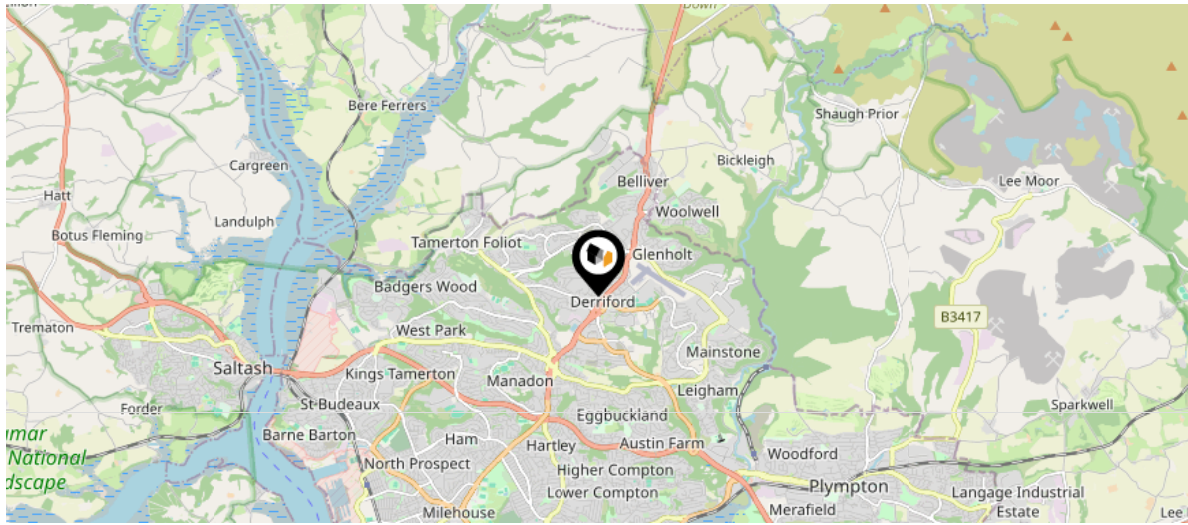 Down
Bere Ferrers
Shaugh Prior
Cargreen
Bickleigh
Lee Moor
Belliver
Hatt
Landulph
Woolwell
Botus Fleming
Tamerton Foliot
Glenholt
Badgers Wood
Derriford
B3417
Trematon
West Park
Mainstone
Saltash
Kings Tamerton
Manadon
Leigham
St Budeaux
Sparkwell
Forder
Eggbuckland
Barne Barton
Ham
Hartley
Austin Farm
National
Woodford
North Prospect
Higher Compton
Plympton
Lower Compton
Langage Industrial
Estate
Milehouse
Merafield
Lee